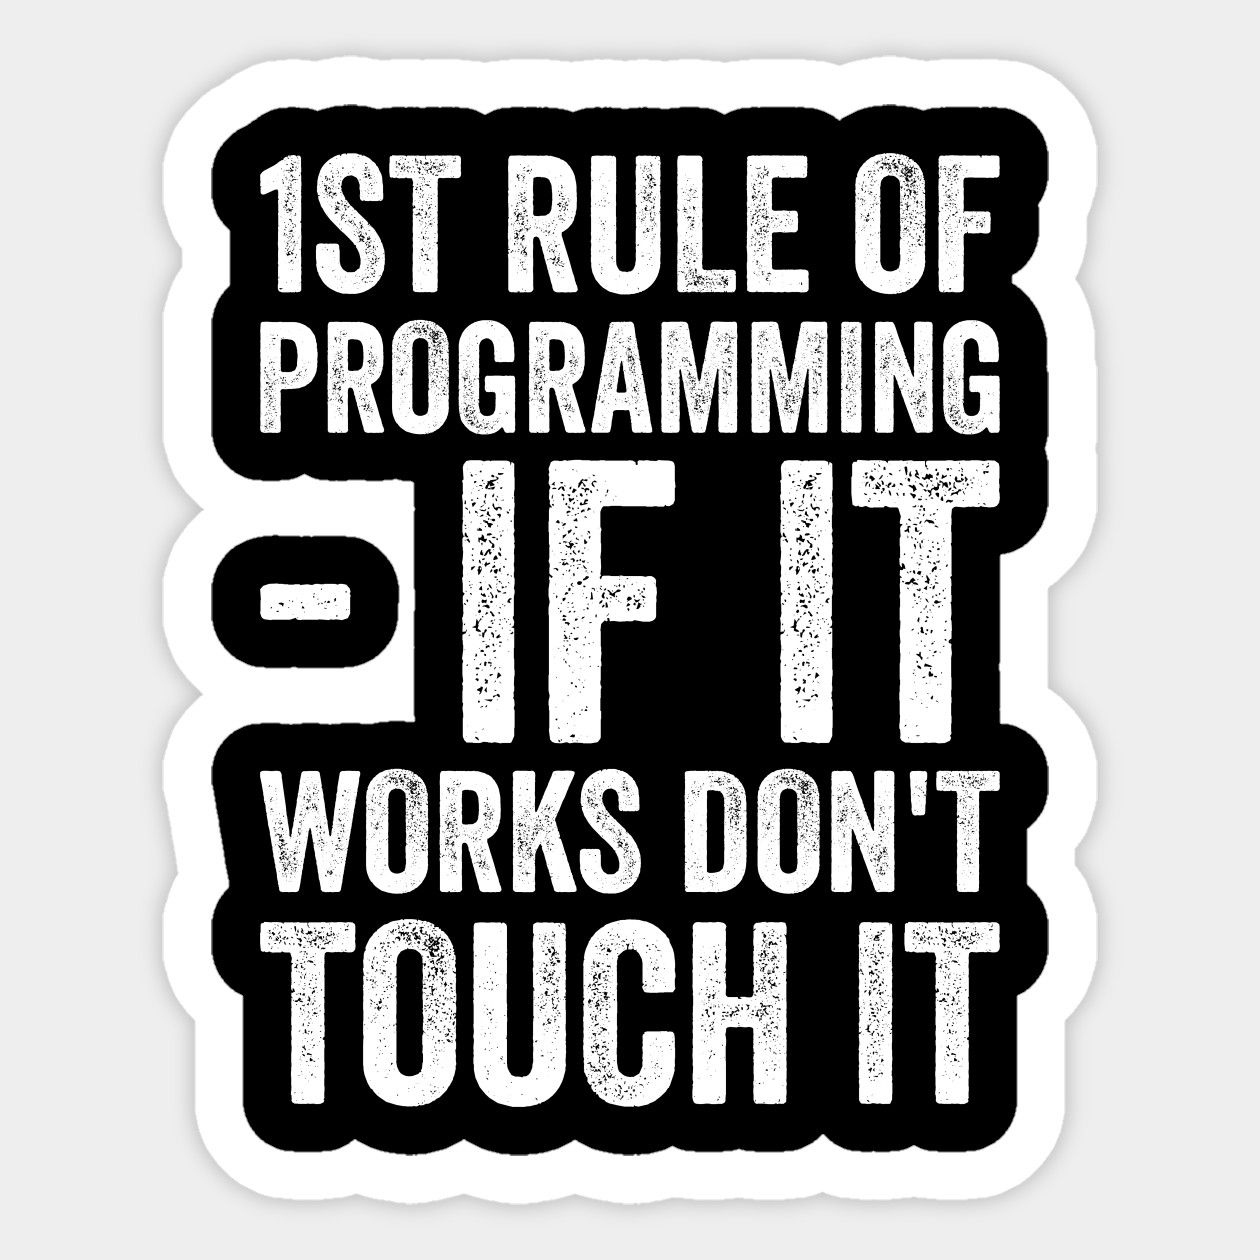 1ST RULE OF
PROGRAMMING
- IF IT
WORKS DON'T
TOUCH IT